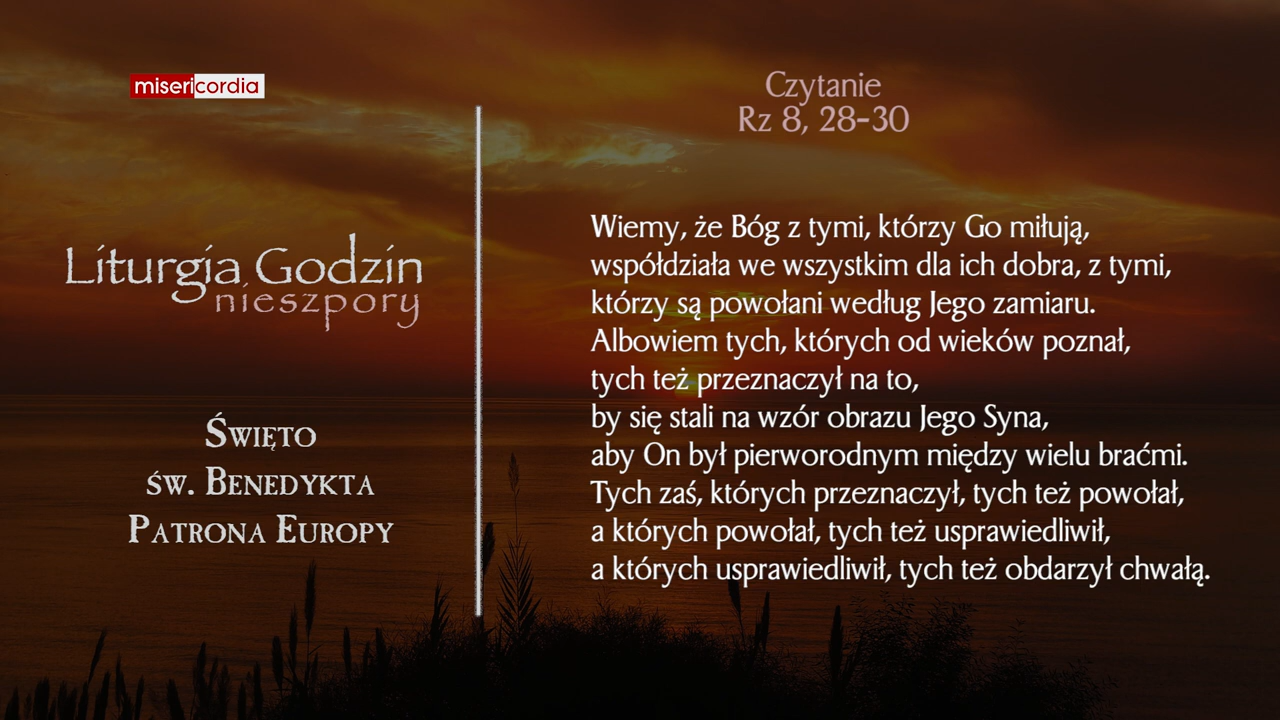 misericordia
Liturgia Godzin
nieszpory
Święto
św. Benedykta
Patrona Europy
Czytanie
Rz 8, 28-30
Wiemy, że Bóg z tymi, którzy Go miłują,
współdziała we wszystkim dla ich dobra, z tymi,
którzy są powołani według Jego zamiaru.
Albowiem tych, których od wieków poznał,
tych też przeznaczył na to,
by się stali na wzór obrazu Jego Syna,
aby On był pierworodnym między wielu braćmi.
Tych zaś, których przeznaczył, tych też powołał,
a których powołał, tych też usprawiedliwił,
a których usprawiedliwił, tych też obdarzył chwałą.